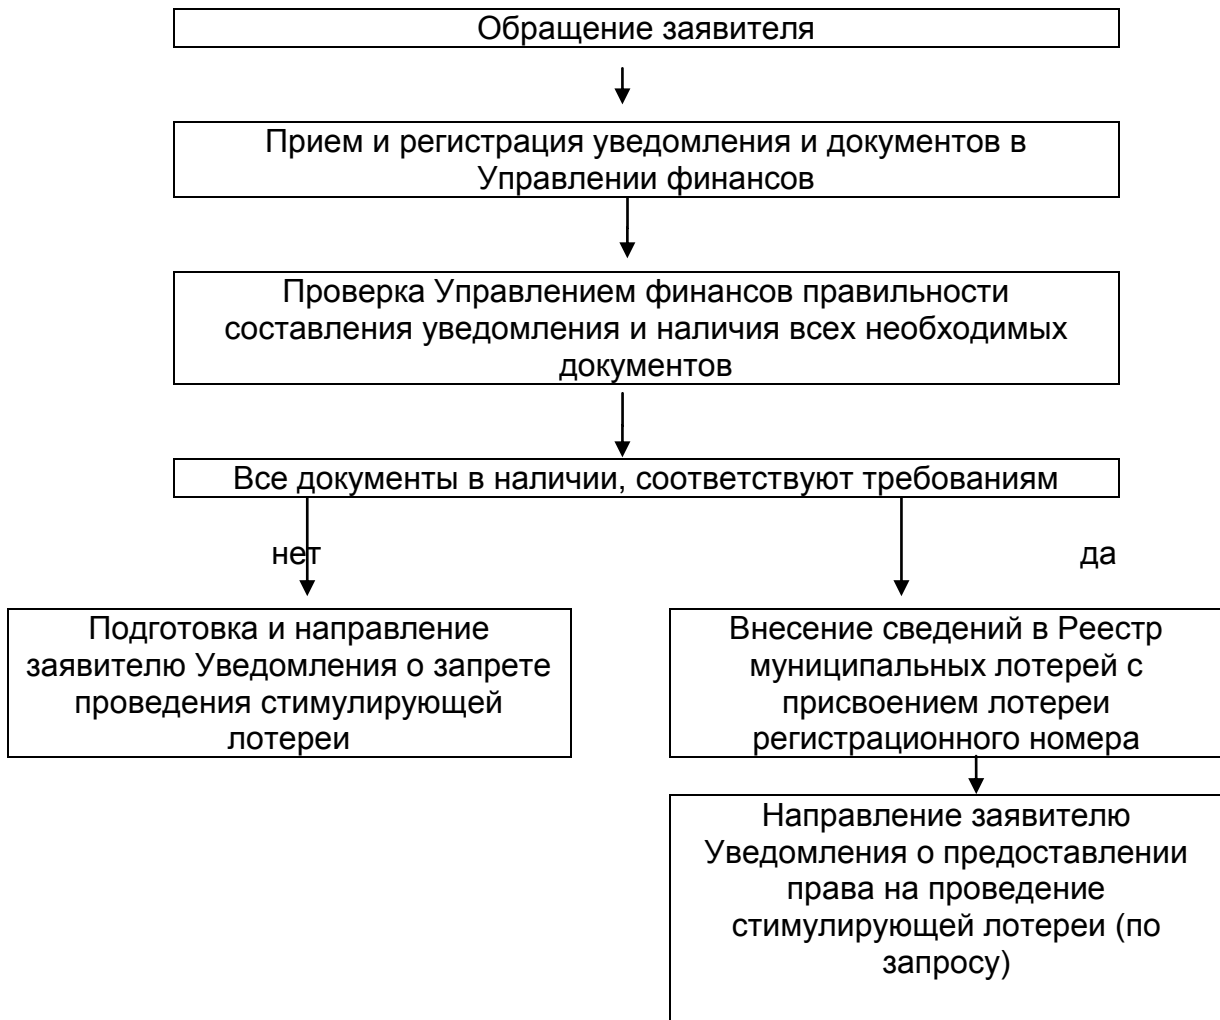 Обращение заявителя
Прием и регистрация уведомления и документов в
Управлении финансов
Проверка Управлением финансов правильности
составления уведомления и наличия всех необходимых
документов
Все документы в наличии, соответствуют требованиям
нет
да
Подготовка и направление
заявителю Уведомления о запрете
проведения стимулирующей
лотереи
Внесение сведений в Реестр
муниципальных лотерей с
присвоением лотереи
регистрационного номера
Направление заявителю
Уведомления о предоставлении
права на проведение
стимулирующей лотереи (по
запросу)